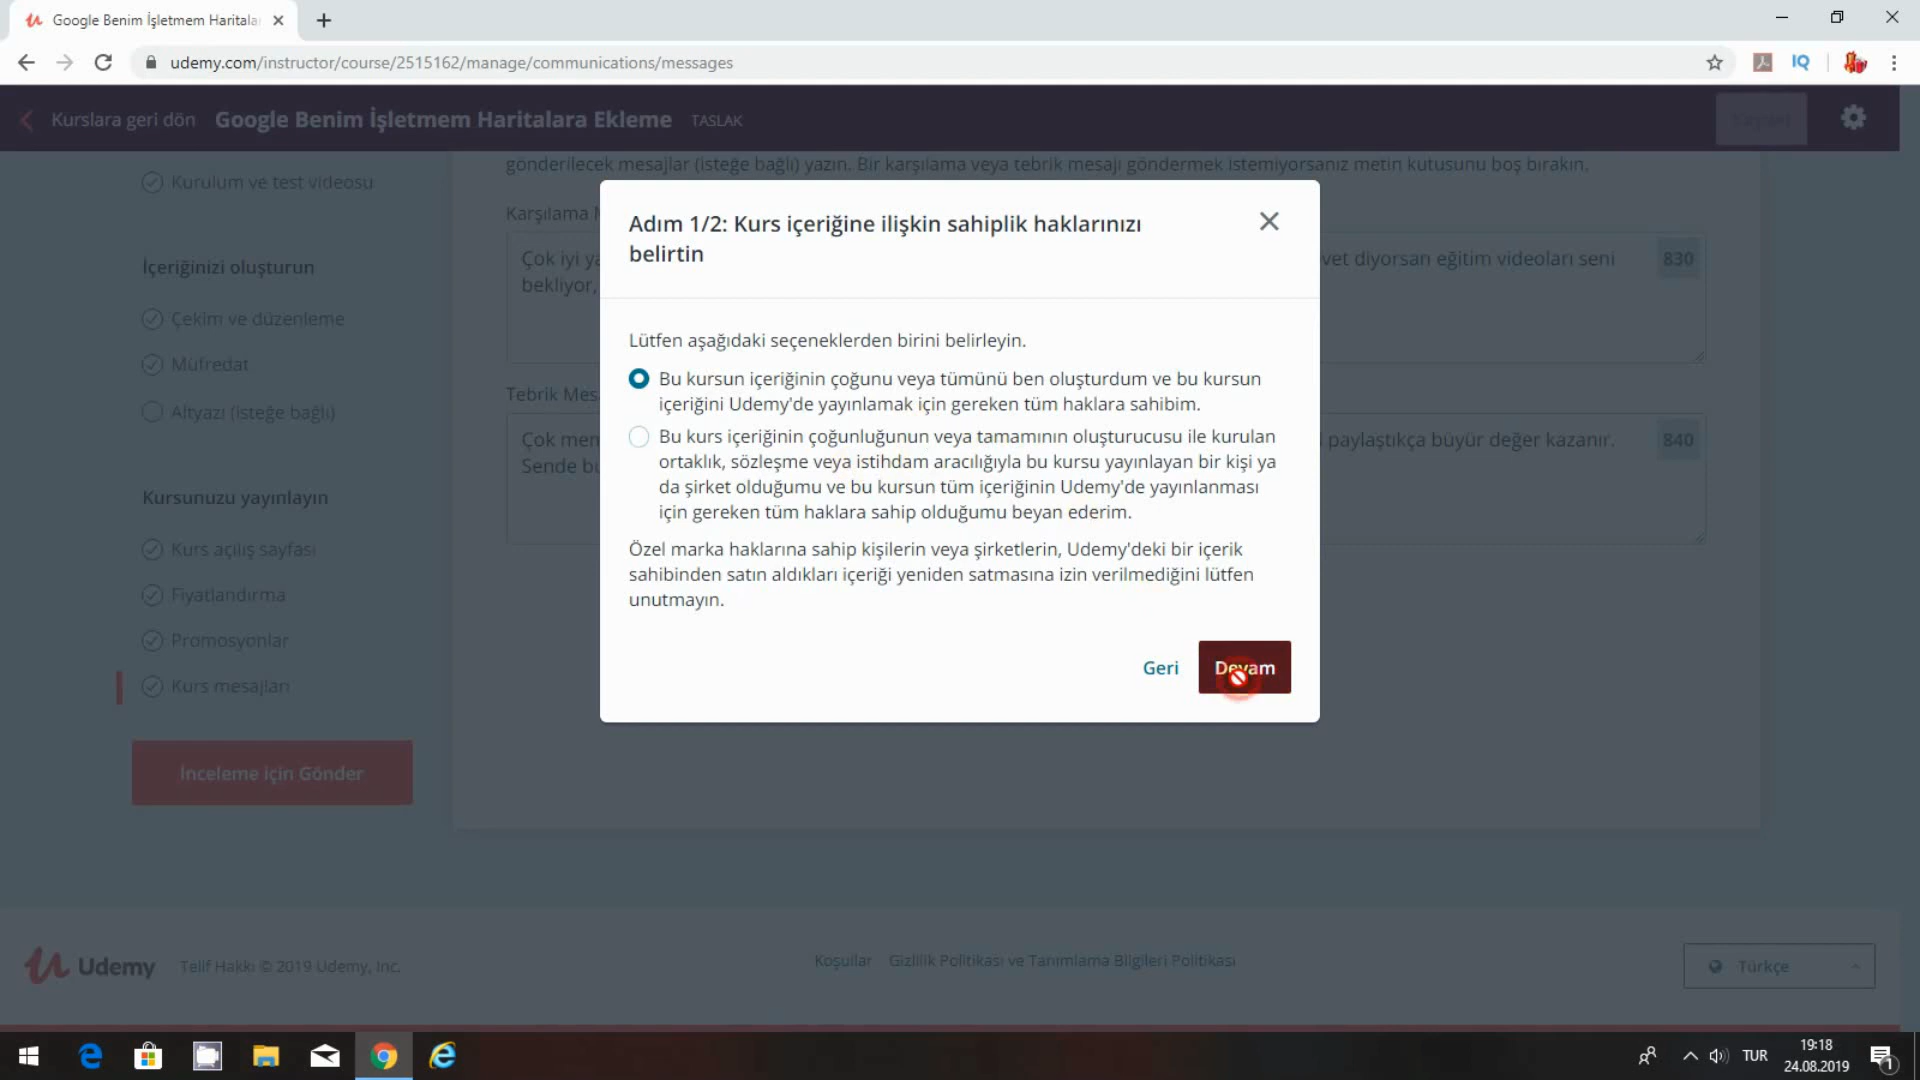 Google Benim İşletmem Haritala
udemy.com/instructor/course/2515162/manage/communications/messages
IQ
Kurslara geri dön Google Benim İşletmem Haritalara Ekleme TASLAK
gönderilecek mesajlar (isteğe bağlı) yazın. Bir karşılama veya tebrik mesajı göndermek istemiyorsanız metin kutusunu boş bırakın.
Kurulum ve test videosu
İçeriğinizi oluşturun
Çekim ve düzenleme
Müfredat
Altyazı (isteğe bağlı)
Kursunuzu yayınlayın
Kurs açılış sayfası
Fiyatlandırma
Promosyonlar
Kurs mesajları
İnceleme İçin Gönder
Karşılama M
Çok iyi ya
vet diyorsan eğitim videoları seni 830
bekliyor,
Tebrik Mesa
Çok mem
paylaştıkça büyür değer kazanır. 840
Sende bu
Adım 1/2: Kurs içeriğine ilişkin sahiplik haklarınızı
belirtin
Lütfen aşağıdaki seçeneklerden birini belirleyin.
Bu kursun içeriğinin çoğunu veya tümünü ben oluşturdum ve bu kursun
içeriğini Udemy'de yayınlamak için gereken tüm haklara sahibim.
Bu kurs içeriğinin çoğunluğunun veya tamamının oluşturucusu ile kurulan
ortaklık, sözleşme veya istihdam aracılığıyla bu kursu yayınlayan bir kişi ya
da şirket olduğumu ve bu kursun tüm içeriğinin Udemy'de yayınlanması
için gereken tüm haklara sahip olduğumu beyan ederim.
Özel marka haklarına sahip kişilerin veya şirketlerin, Udemy'deki bir içerik
sahibinden satın aldıkları içeriği yeniden satmasına izin verilmediğini lütfen
unutmayın.
Geri Devam
Udemy Telif Hakkı © 2019 Udemy, Inc.
Koşullar Gizlilik Politikası ve Tanımlama Bilgileri Politikası
Türkçe
TUR
19:18
24.08.2019
1